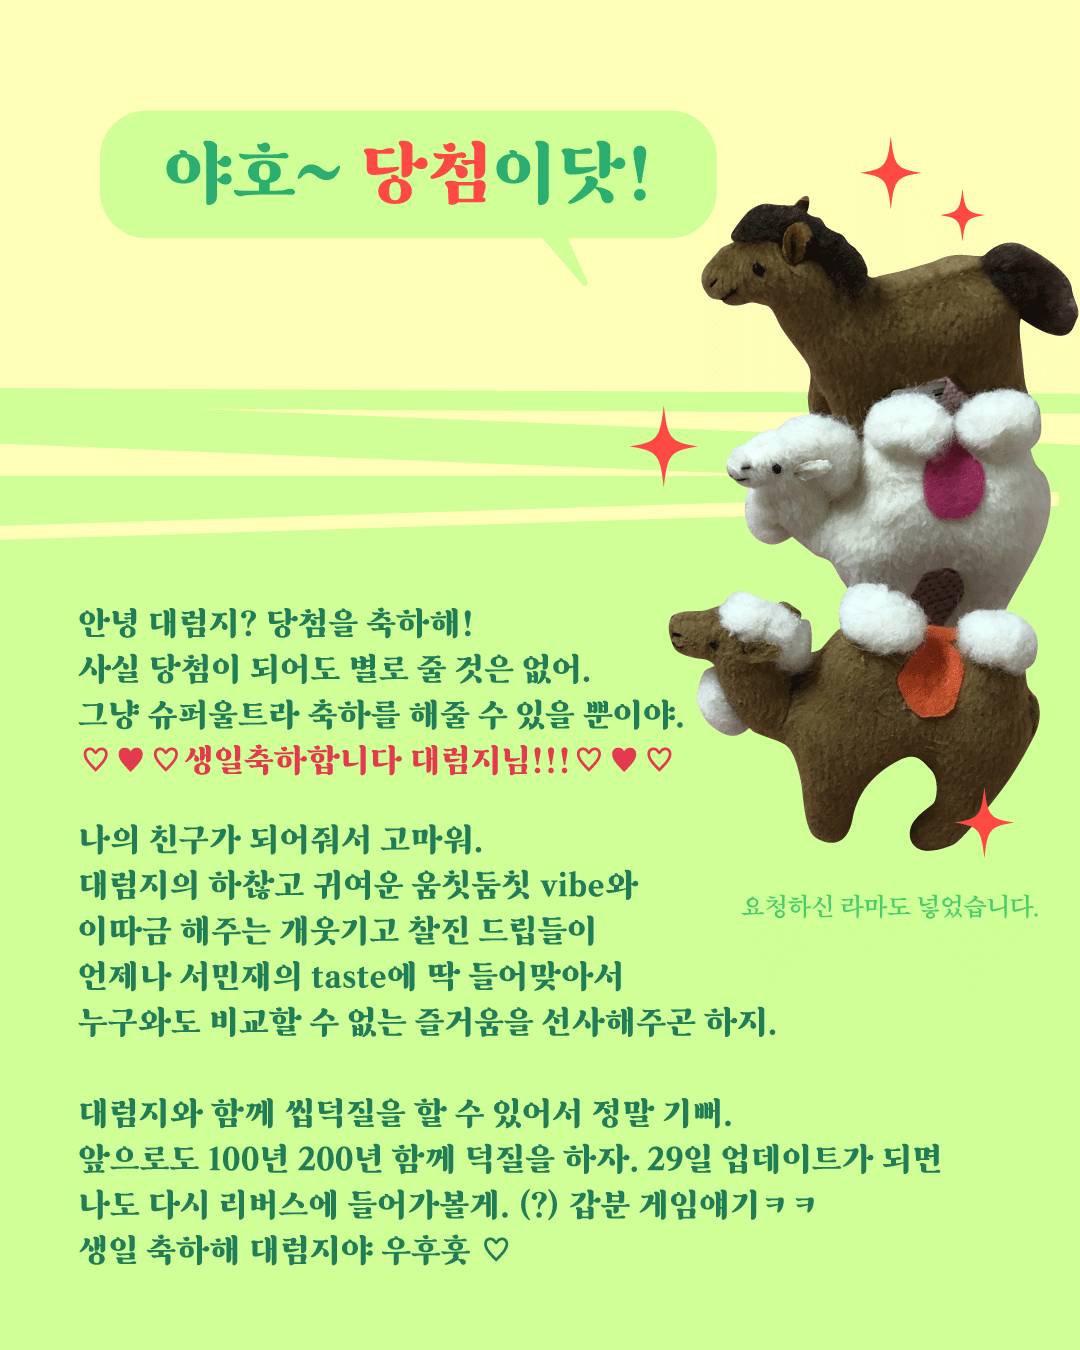 야호~ 당첨이닷!
안녕 대럼지? 당첨을 축하해!
사실 당첨이 되어도 별로 줄 것은 없어.
그냥 슈퍼울트라 축하를 해줄 수 있을 뿐이야.
♡ ♥ ♡ 생일축하합니다 대럼지님!!! ♡ ♥ ♡
나의 친구가 되어줘서 고마워.
대럼지의 하찮고 귀여운 움칫둠칫 vibe와
이따금 해주는 개웃기고 찰진 드립들이
언제나 서민재의 taste에 딱 들어맞아서
누구와도 비교할 수 없는 즐거움을 선사해주곤 하지.
요청하신 라마도 넣었습니다.
대럼지와 함께 씹덕질을 할 수 있어서 정말 기뻐.
앞으로도 100년 200년 함께 덕질을 하자. 29일 업데이트가 되면
나도 다시 리버스에 들어가볼게. (?) 갑분 게임얘기ㅋㅋ
생일 축하해 대럼지야 우후훗 ♡